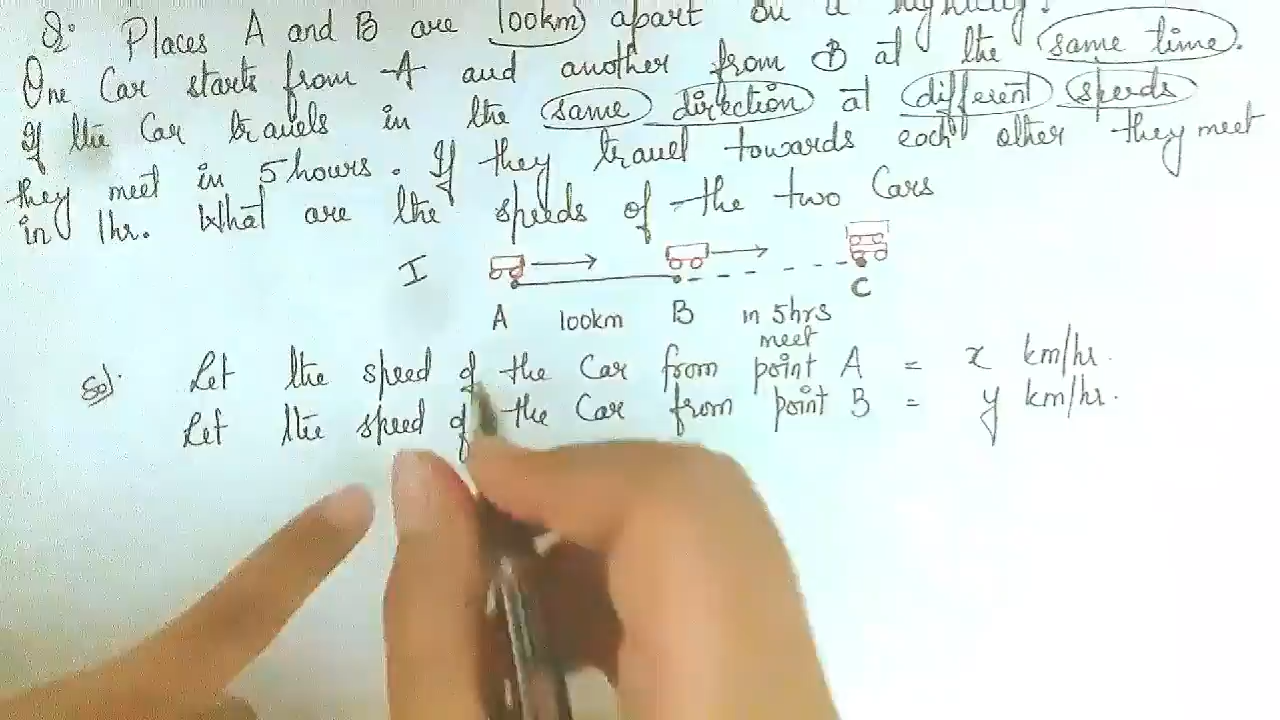 Q: Places A and B are 100km apart on a highway.
One Car starts from A and another from B at the same time.
If the Car travels in the same direction at different speeds
they meet in 5 hours. If they travel towards each other they meet
in 1hr. What are the speeds of the two Cars
I
A 100km B in 5hrs C
meet
Sol. Let the speed of the Car from point A = x km/hr.
Let the speed of the Car from point B = y km/hr.